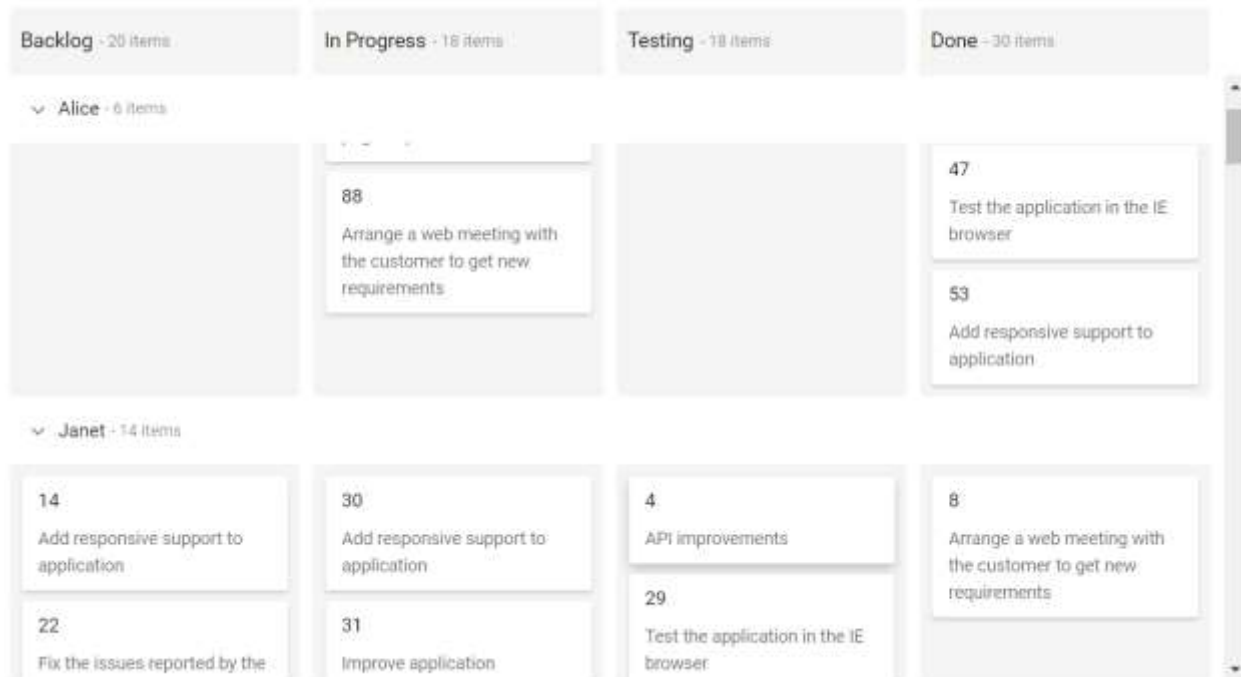 Backlog - 20 items
In Progress - 18 items
Testing - 18 items
Done - 30 items
Alice - 6 items
88
Arrange a web meeting with
the customer to get new
requirements
47
Test the application in the IE
browser
53
Add responsive support to
application
Janet - 14 items
14
Add responsive support to
application
22
Fix the issues reported by the
30
Add responsive support to
application
31
Improve application
4
API improvements
29
Test the application in the IE
browser
8
Arrange a web meeting with
the customer to get new
requirements